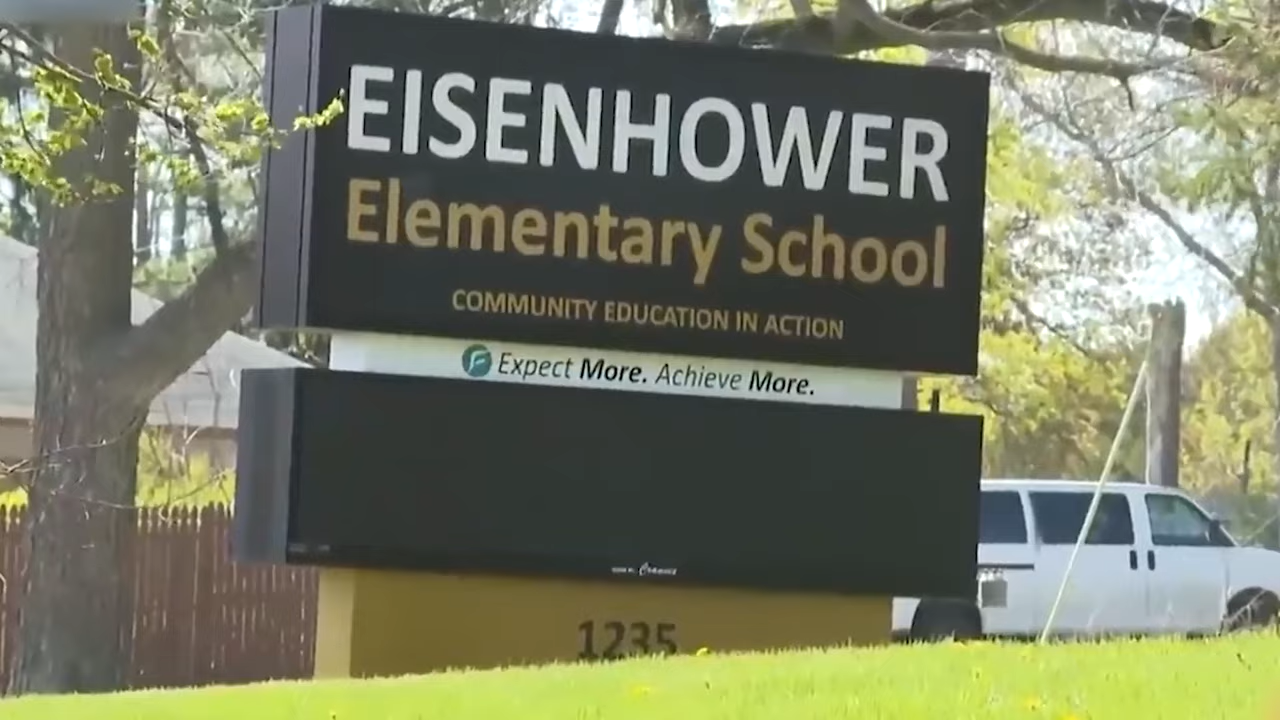 EISENHOWER
Elementary School
COMMUNITY EDUCATION IN ACTION
Expect More. Achieve More.
1235